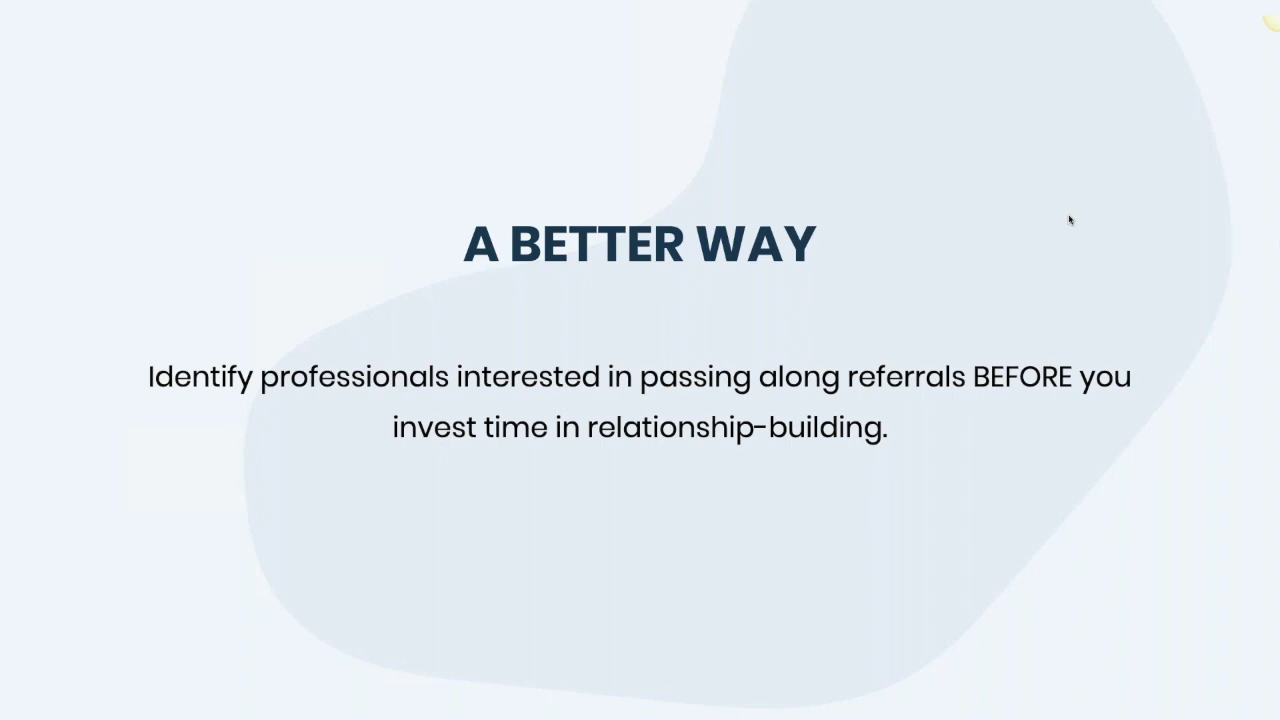 A BETTER WAY
Identify professionals interested in passing along referrals BEFORE you
invest time in relationship-building.